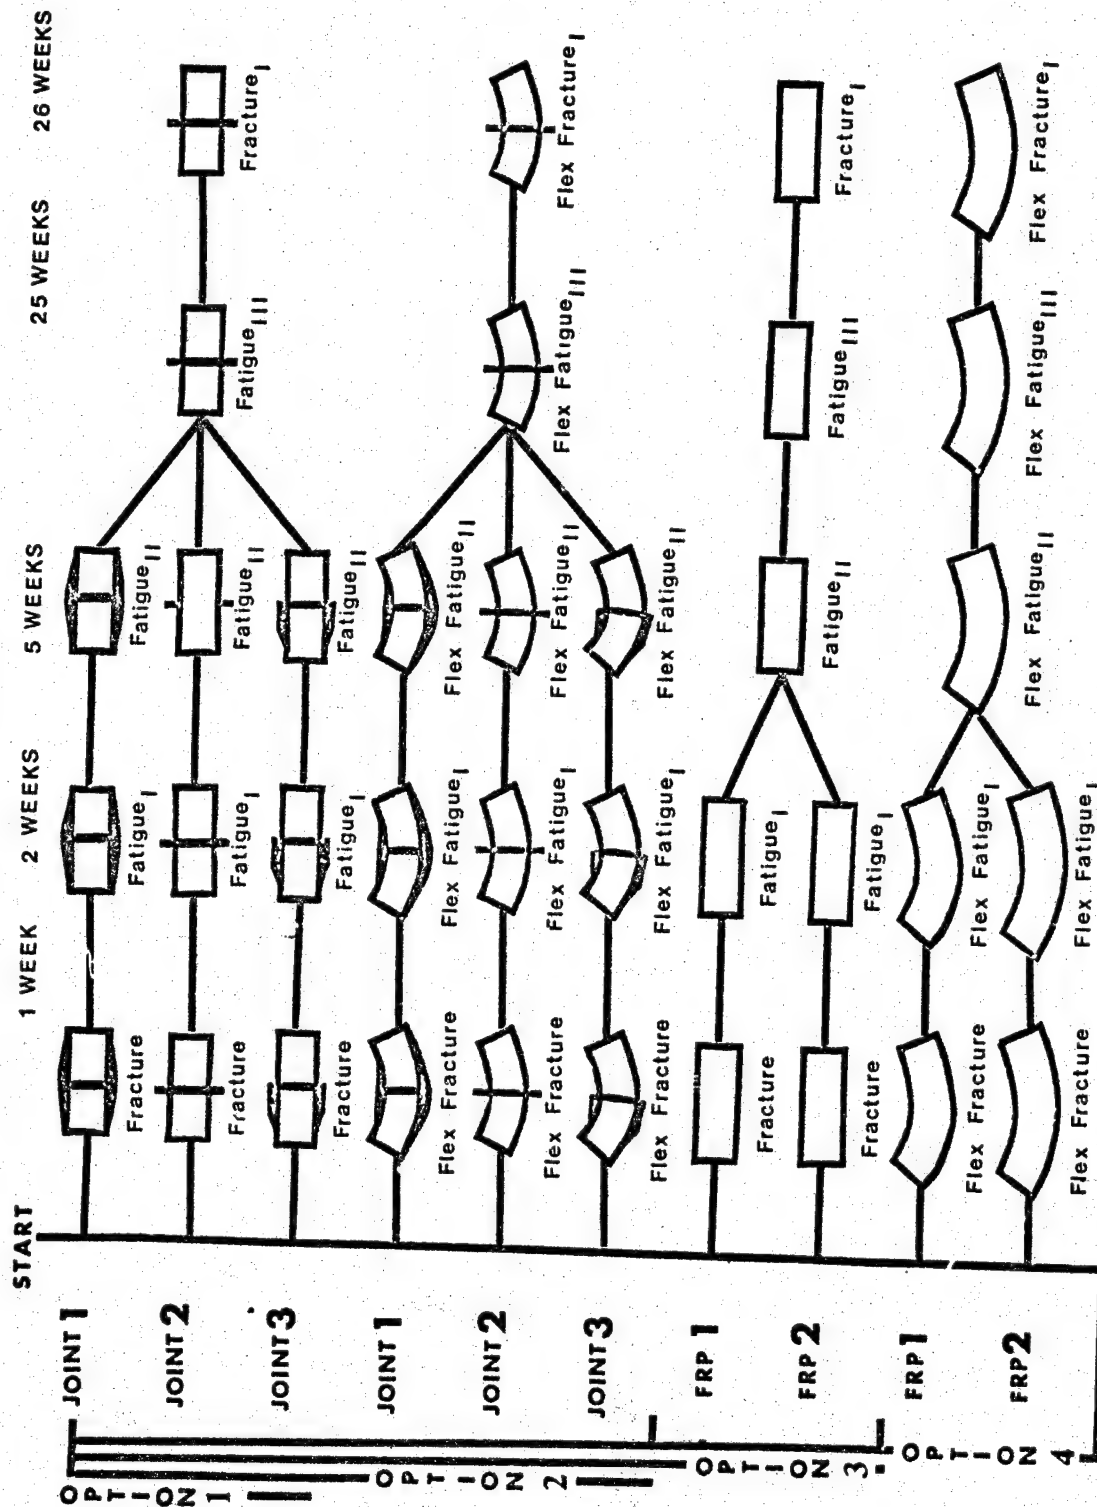 START 1 WEEK 2 WEEKS 5 WEEKS 25 WEEKS 26 WEEKS
JOINT 1
Fracture Fatigue I Fatigue II
JOINT 2
Fracture Fatigue I Fatigue II Fatigue III Fracture I
JOINT 3
Fracture Fatigue I Fatigue II
JOINT 1
Flex Fracture Flex Fatigue I Flex Fatigue II
JOINT 2
Flex Fracture Flex Fatigue I Flex Fatigue II Flex Fatigue III Flex Fracture I
JOINT 3
Flex Fracture Flex Fatigue I Flex Fatigue II
FRP 1
Fracture Fatigue I
Fatigue II Fatigue III Fracture I
FRP 2
Fracture Fatigue I
FRP 1
Flex Fracture Flex Fatigue I
Flex Fatigue II Flex Fatigue III Flex Fracture I
FRP 2
Flex Fracture Flex Fatigue I
OPTION 1
OPTION 2
OPTION 3
OPTION 4